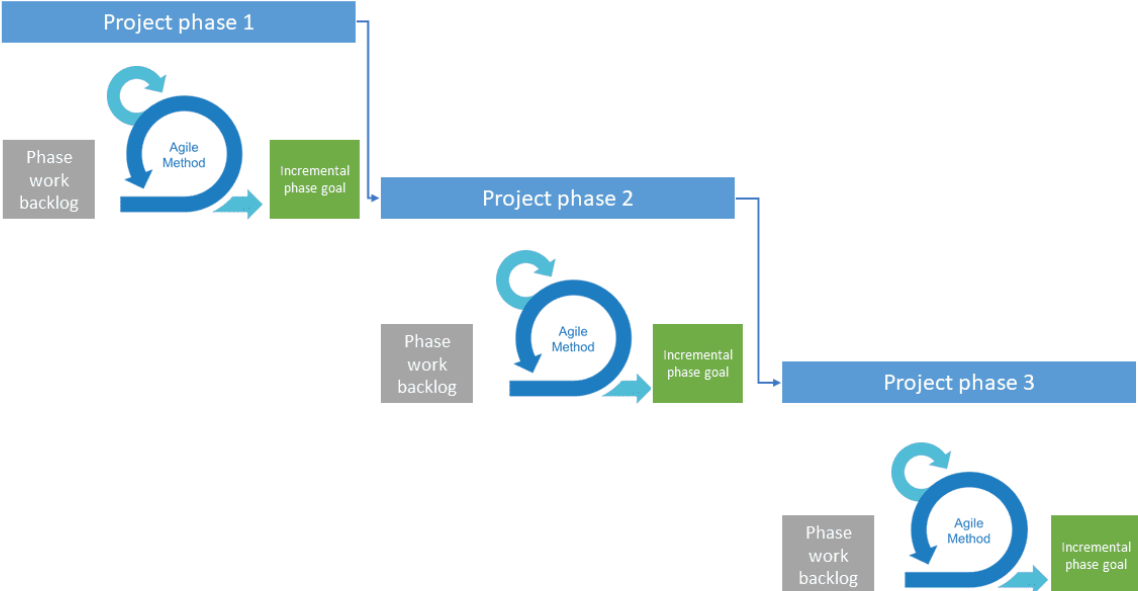 Project phase 1
Phase
work
backlog
Agile
Method
Incremental
phase goal
Project phase 2
Phase
work
backlog
Agile
Method
Incremental
phase goal
Project phase 3
Phase
work
backlog
Agile
Method
Incremental
phase goal